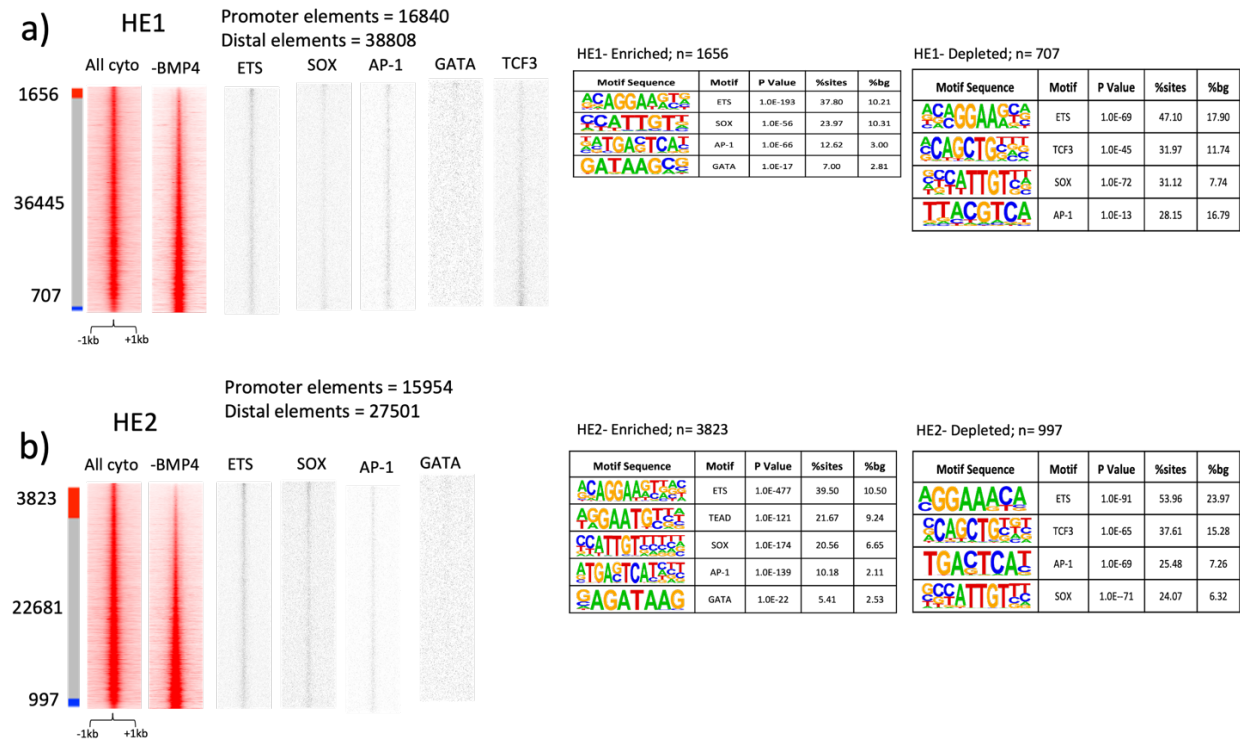 a)
HE1
Promoter elements = 16840
Distal elements = 38808
All cyto -BMP4 ETS SOX AP-1 GATA TCF3
1656
36445
707
-1kb +1kb
HE1- Enriched; n= 1656
Motif Sequence Motif P Value %sites %bg
ACAGGAAGTG ETS 1.0E-193 37.80 10.21
CCATTGTT SOX 1.0E-56 23.97 10.31
TATGACTCAT AP-1 1.0E-66 12.62 3.00
GATAAGCG GATA 1.0E-17 7.00 2.81
HE1- Depleted; n= 707
Motif Sequence Motif P Value %sites %bg
ETS 1.0E-69 47.10 17.90
TCF3 1.0E-45 31.97 11.74
SOX 1.0E-72 31.12 7.74
TTACGTCA AP-1 1.0E-13 28.15 16.79
b)
HE2
Promoter elements = 15954
Distal elements = 27501
All cyto -BMP4 ETS SOX AP-1 GATA
3823
22681
997
-1kb +1kb
HE2- Enriched; n= 3823
Motif Sequence Motif P Value %sites %bg
ETS 1.0E-477 39.50 10.50
TEAD 1.0E-121 21.67 9.24
SOX 1.0E-174 20.56 6.65
AP-1 1.0E-139 10.18 2.11
GAGATAAG GATA 1.0E-22 5.41 2.53
HE2- Depleted; n= 997
Motif Sequence Motif P Value %sites %bg
AGGAAACA ETS 1.0E-91 53.96 23.97
TCF3 1.0E-65 37.61 15.28
TGACTCAT AP-1 1.0E-69 25.48 7.26
SOX 1.0E--71 24.07 6.32